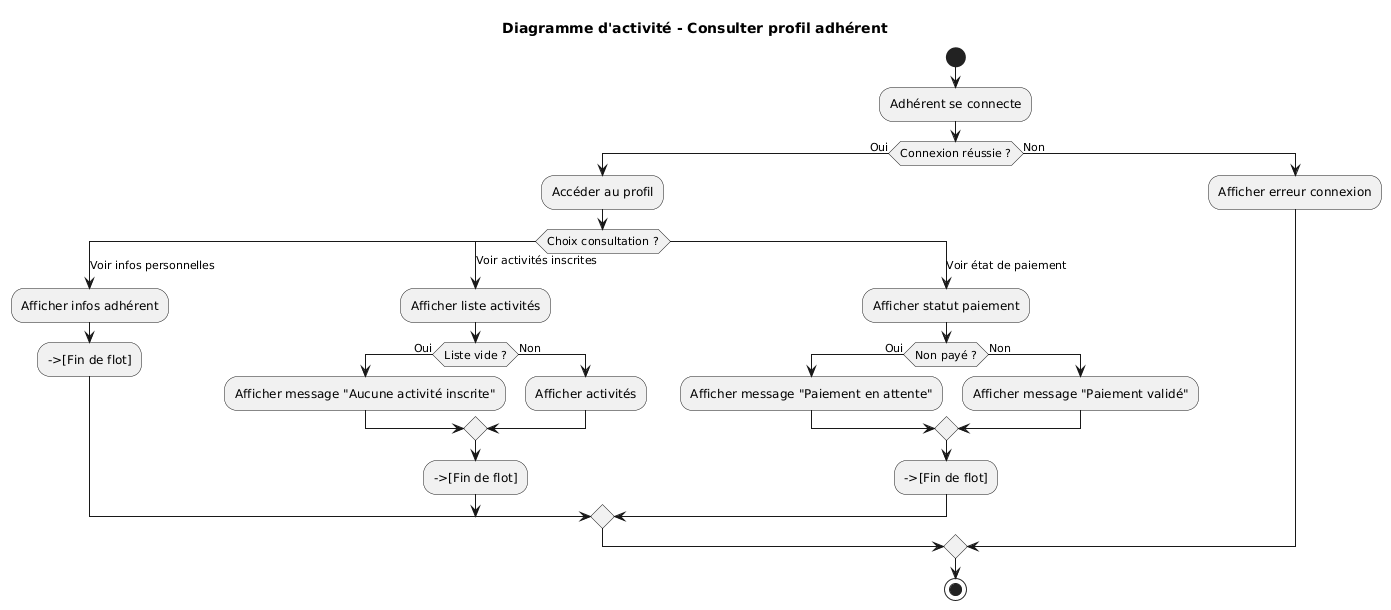 Diagramme d'activité - Consulter profil adhérent
Adhérent se connecte
Oui
Connexion réussie ?
Non
Accéder au profil
Afficher erreur connexion
Choix consultation ?
Voir infos personnelles
Voir activités inscrites
Voir état de paiement
Afficher infos adhérent
Afficher liste activités
Afficher statut paiement
->[Fin de flot]
Oui
Liste vide ?
Non
Oui
Non payé ?
Non
Afficher message "Aucune activité inscrite"
Afficher activités
Afficher message "Paiement en attente"
Afficher message "Paiement validé"
->[Fin de flot]
->[Fin de flot]